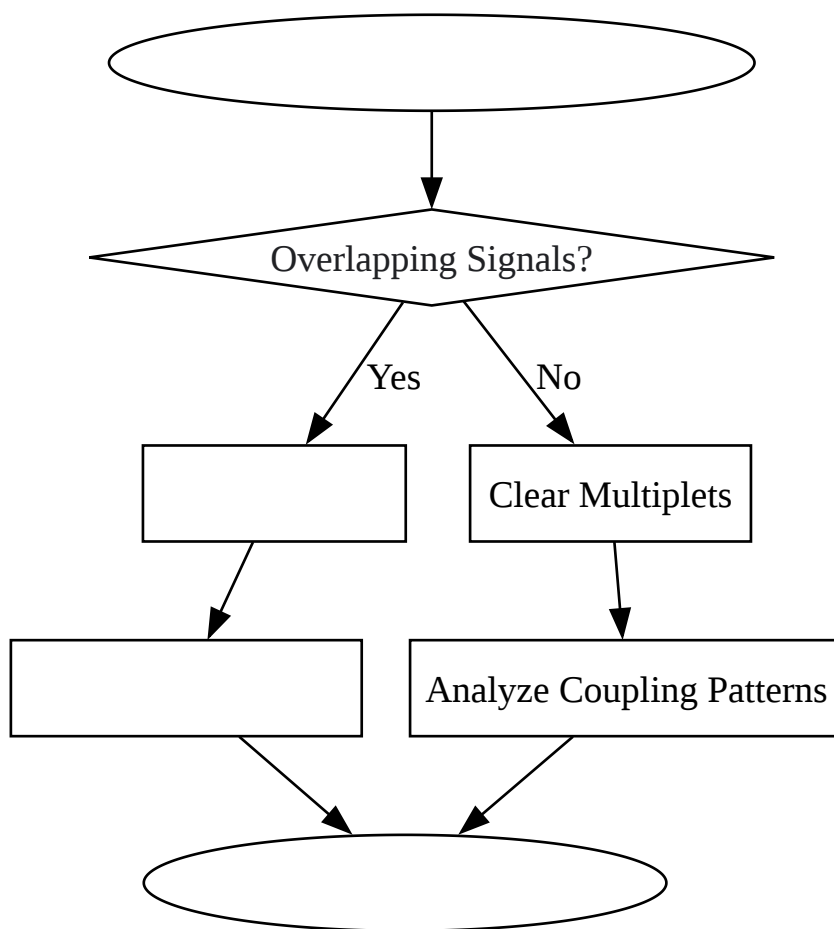 Overlapping Signals?
Yes
No
Clear Multiplets
Analyze Coupling Patterns